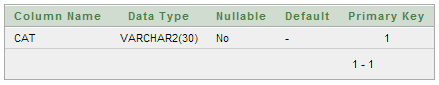 Column Name Data Type Nullable Default Primary Key
CAT VARCHAR2(30) No - 1
1 - 1